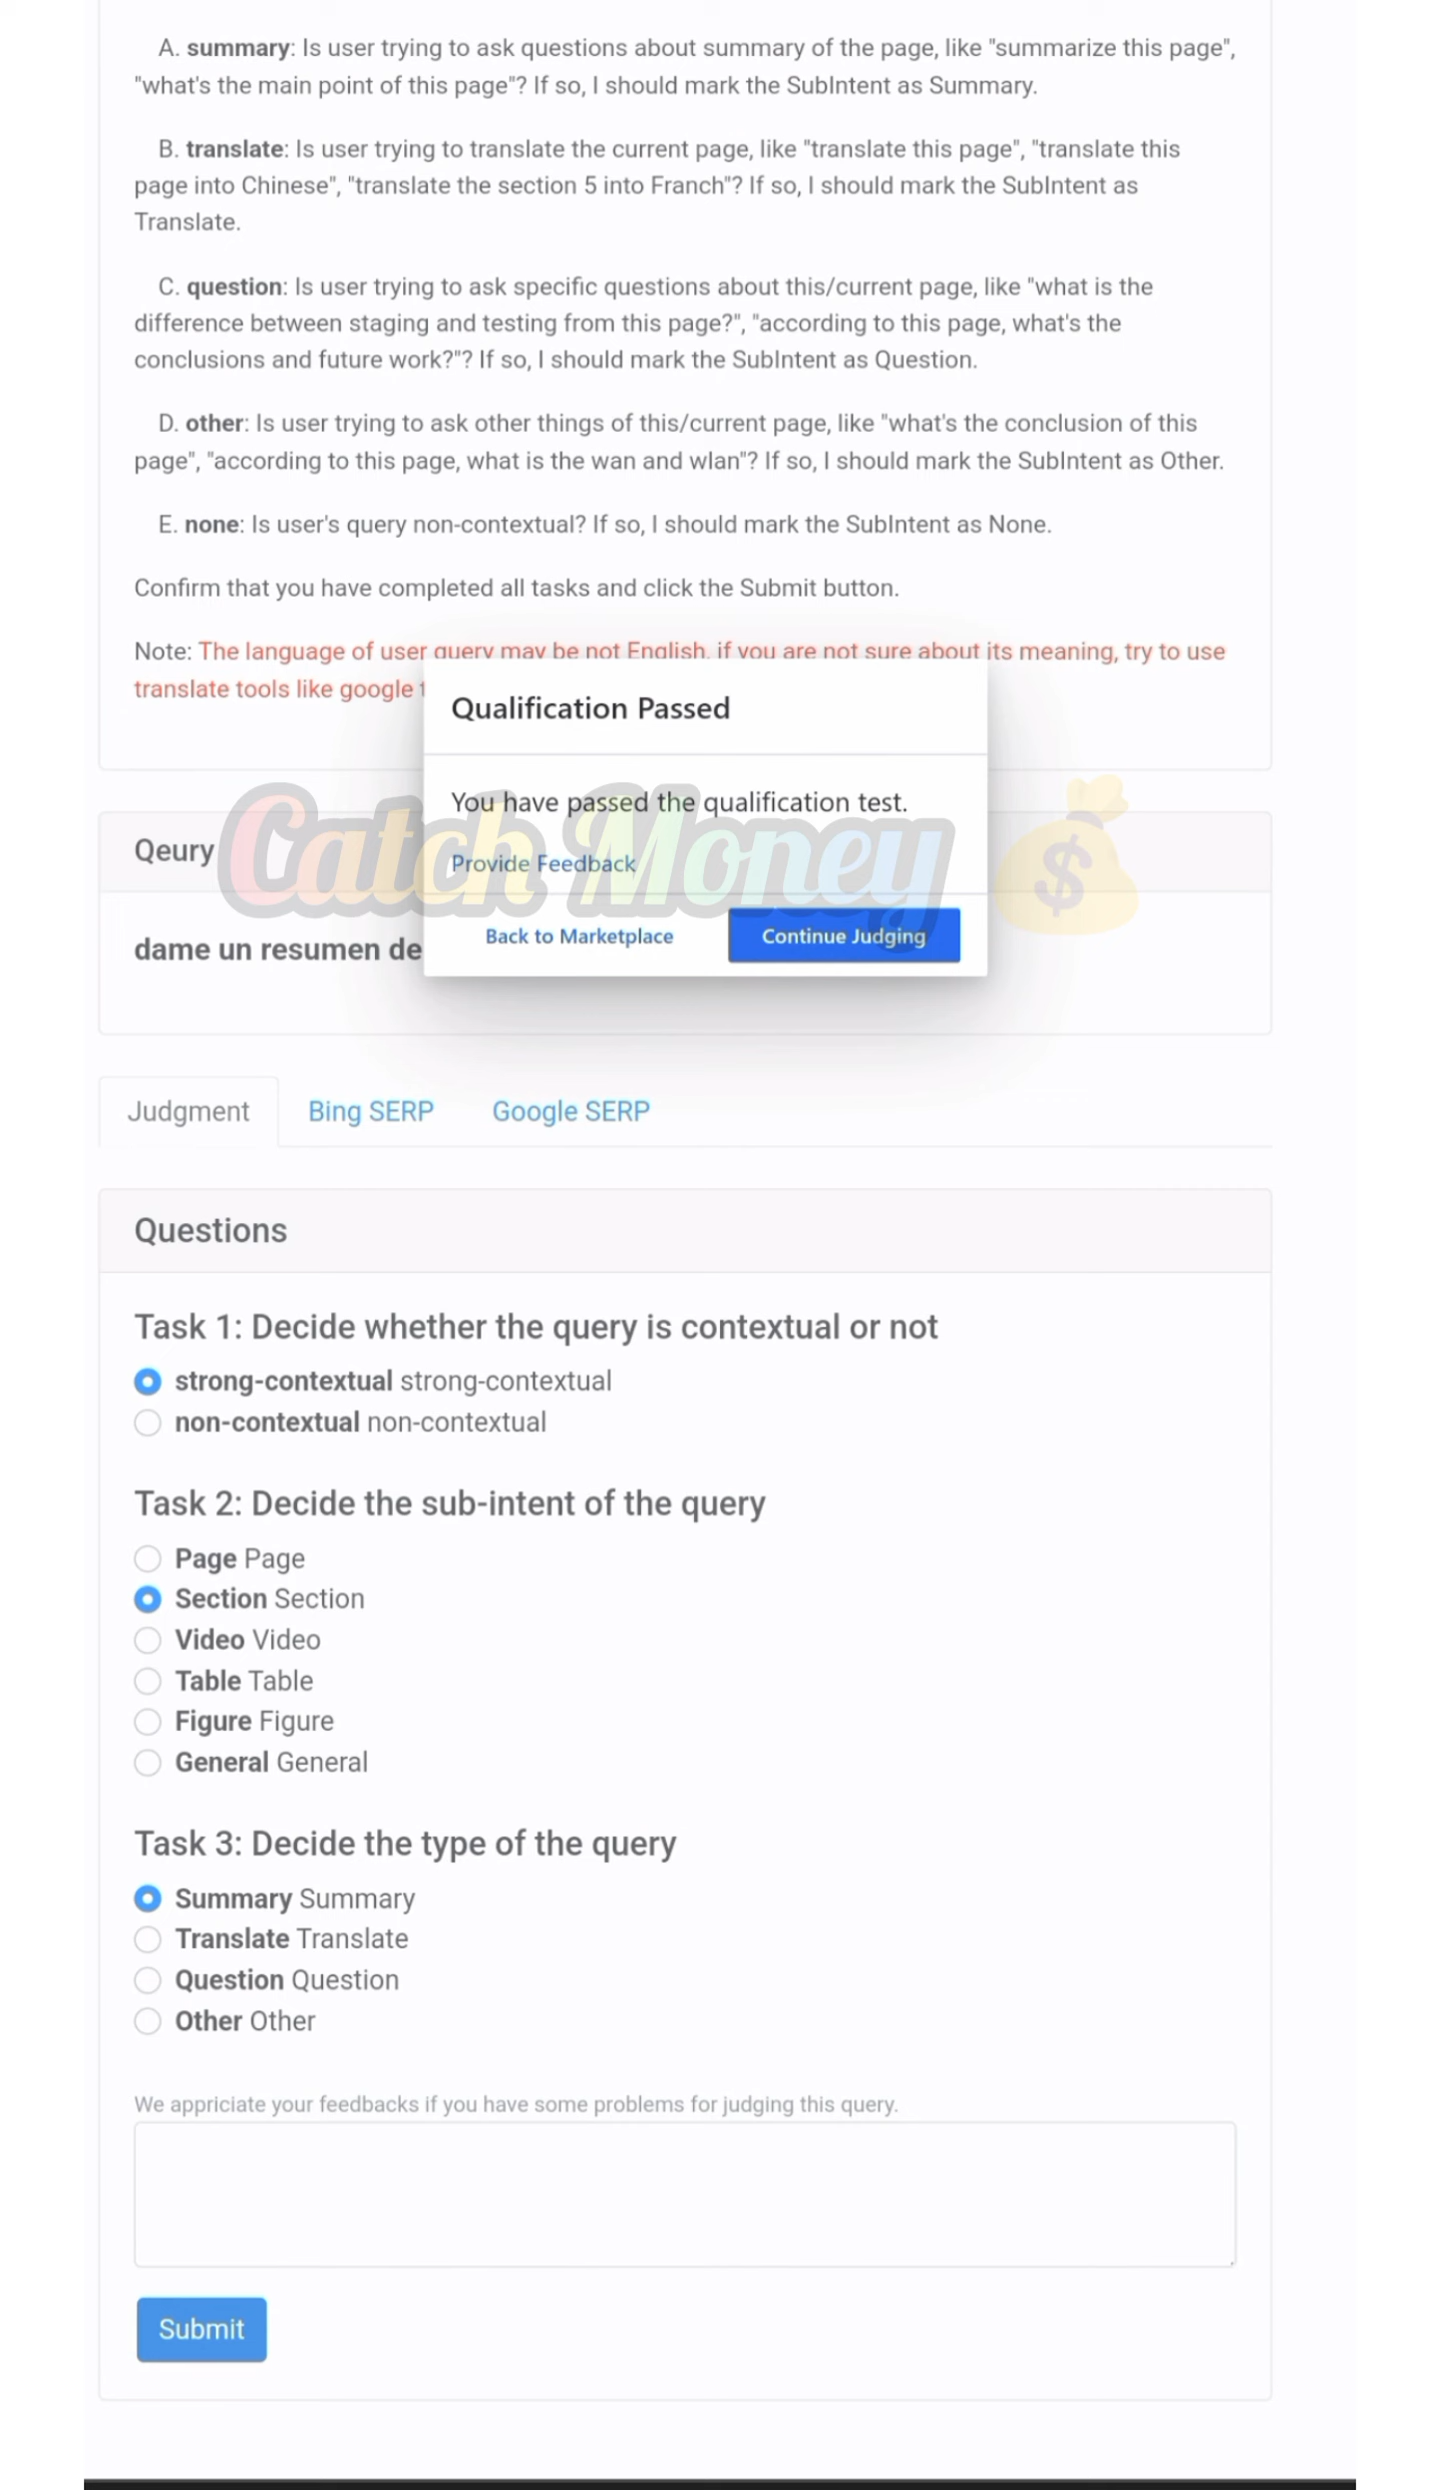 A. summary: Is user trying to ask questions about summary of the page, like "summarize this page",
"what's the main point of this page"? If so, I should mark the SubIntent as Summary.
B. translate: Is user trying to translate the current page, like "translate this page", "translate this
page into Chinese", "translate the section 5 into Franch"? If so, I should mark the SubIntent as
Translate.
C. question: Is user trying to ask specific questions about this/current page, like "what is the
difference between staging and testing from this page?", "according to this page, what's the
conclusions and future work?"? If so, I should mark the SubIntent as Question.
D. other: Is user trying to ask other things of this/current page, like "what's the conclusion of this
page", "according to this page, what is the wan and wlan"? If so, I should mark the SubIntent as Other.
E. none: Is user's query non-contextual? If so, I should mark the SubIntent as None.
Confirm that you have completed all tasks and click the Submit button.
Note: The language of user query may be not English, if you are not sure about its meaning, try to use
translate tools like google
Qualification Passed
You have passed the qualification test.
Catch Money
Qeury
Provide Feedback
Back to Marketplace
Continue Judging
dame un resumen de
Judgment
Bing SERP
Google SERP
Questions
Task 1: Decide whether the query is contextual or not
strong-contextual strong-contextual
non-contextual non-contextual
Task 2: Decide the sub-intent of the query
Page Page
Section Section
Video Video
Table Table
Figure Figure
General General
Task 3: Decide the type of the query
Summary Summary
Translate Translate
Question Question
Other Other
We appriciate your feedbacks if you have some problems for judging this query.
Submit